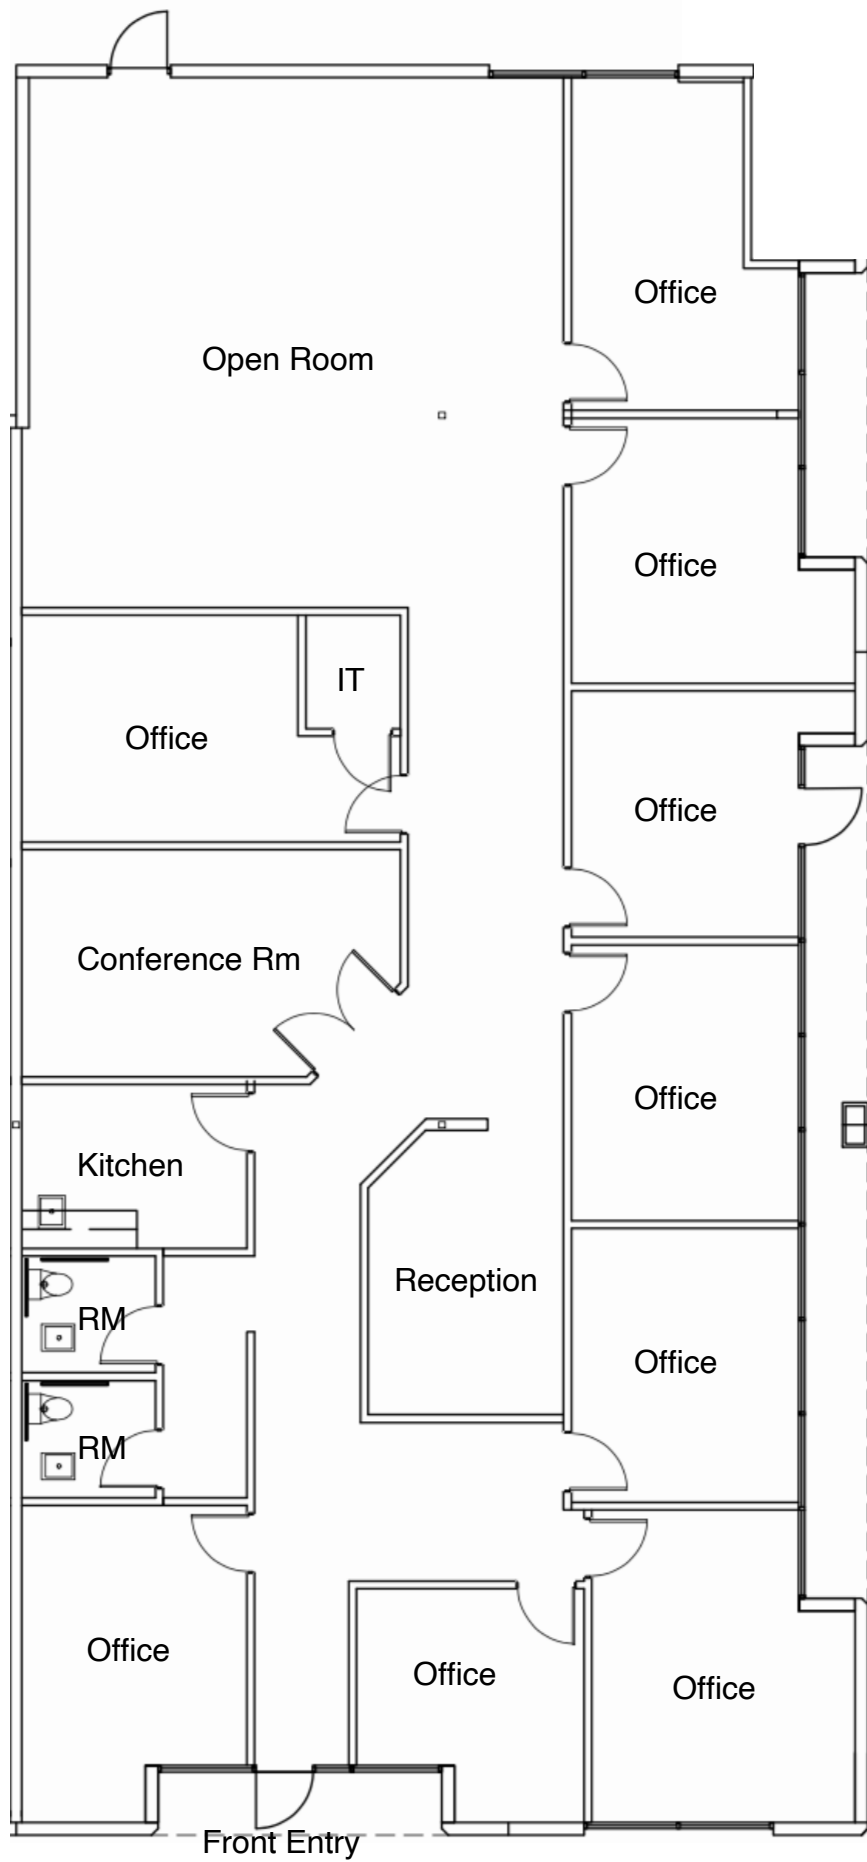 Office
Open Room
Office
IT
Office
Office
Conference Rm
Office
Kitchen
Reception
RM
Office
RM
Office
Office
Office
Front Entry